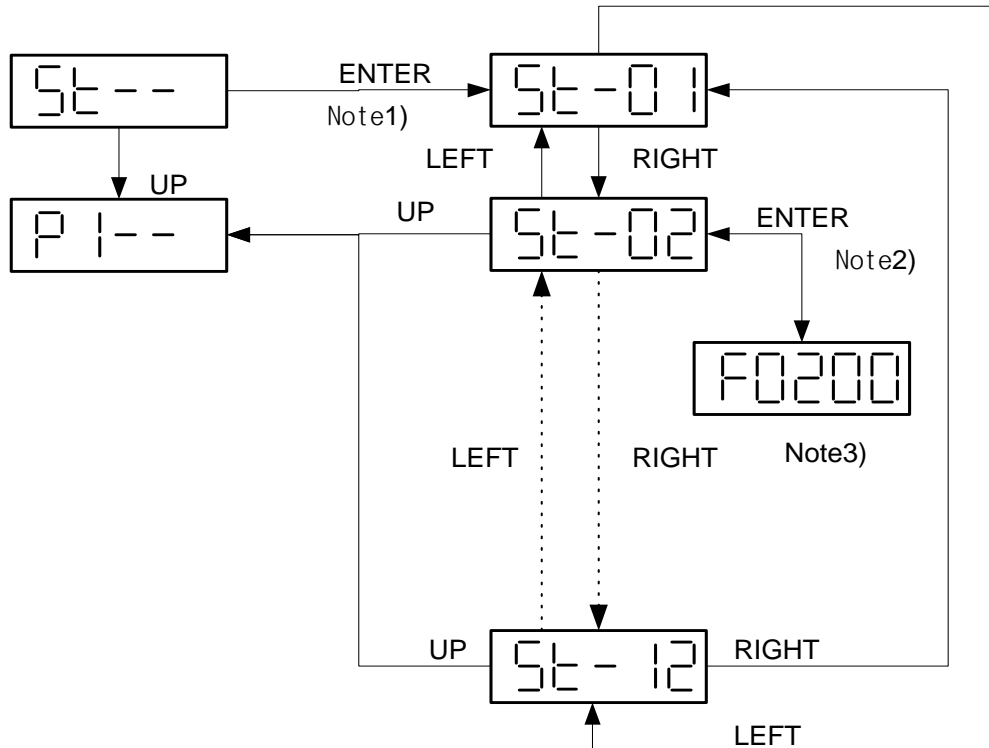 St--
ENTER
St-01
Note1)
LEFT
RIGHT
UP
P1--
UP
St-02
ENTER
Note2)
F0200
LEFT
RIGHT
Note3)
UP
St-12
RIGHT
LEFT